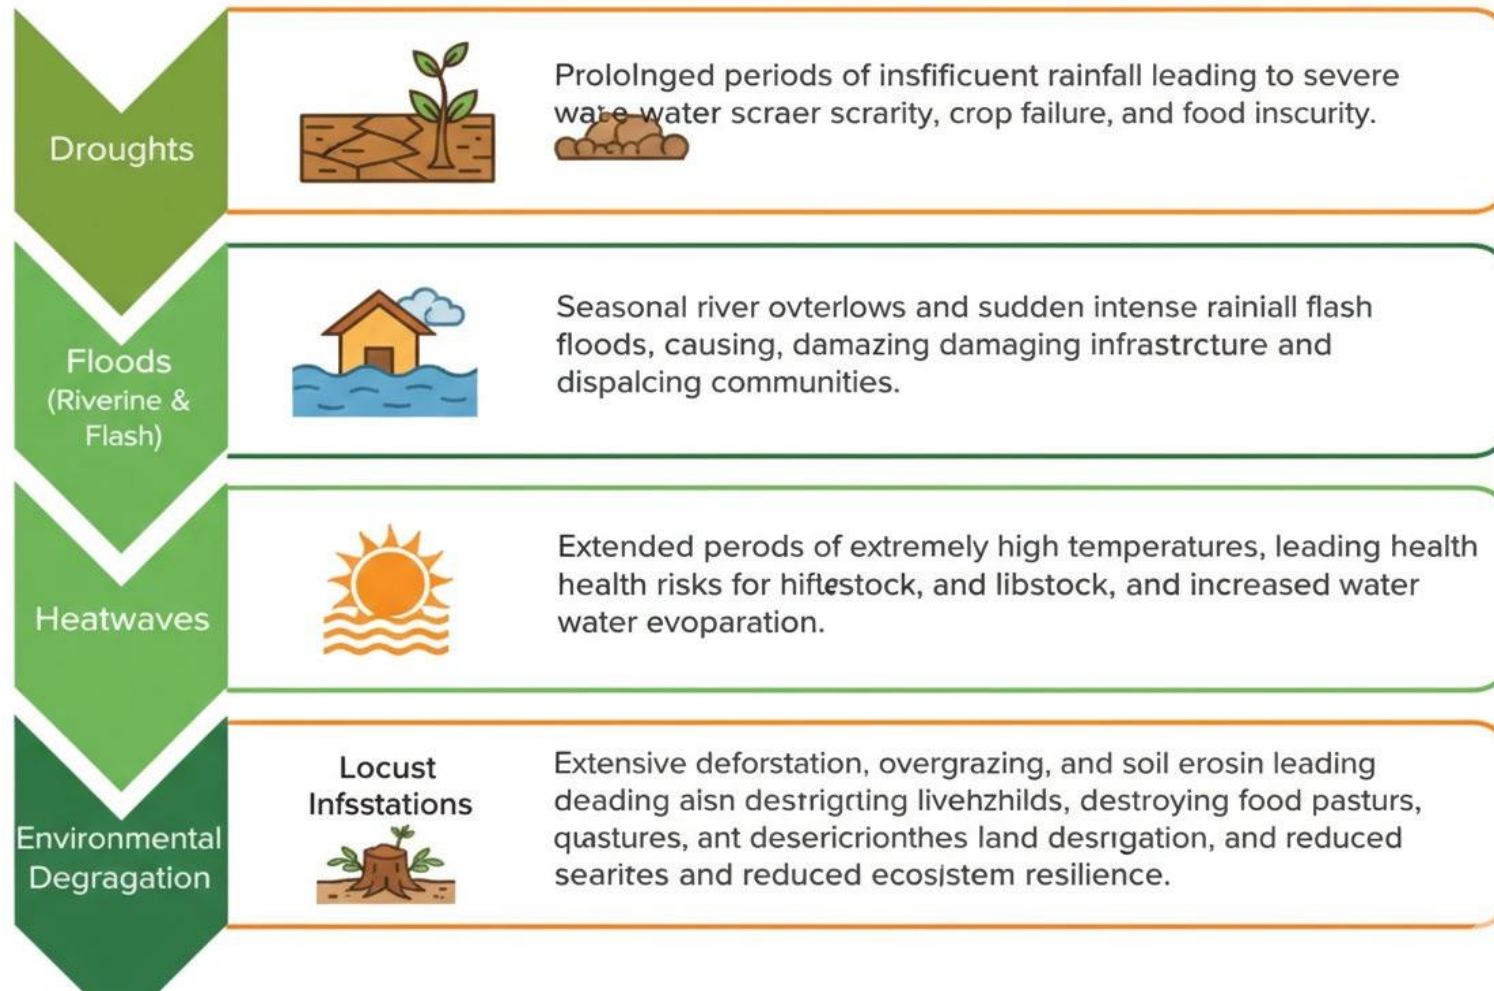 Droughts
Prololnged periods of insfificuent rainfall leading to severe
wate water scraer scrarity, crop failure, and food inscurity.
Floods
(Riverine &
Flash)
Seasonal river ovterlows and sudden intense rainiall flash
floods, causing, damazing damaging infrastrcture and
dispalcing communities.
Heatwaves
Extended perods of extremely high temperatures, leading health
health risks for hiflestock, and libstock, and increased water
water evoparation.
Environmental
Degragation
Locust
Infsstations
Extensive deforstation, overgrazing, and soil erosin leading
deading aisn destrigrting livehzhilds, destroying food pasturs,
quastures, ant desericrionthes land desrigation, and reduced
searites and reduced ecosistem resilience.